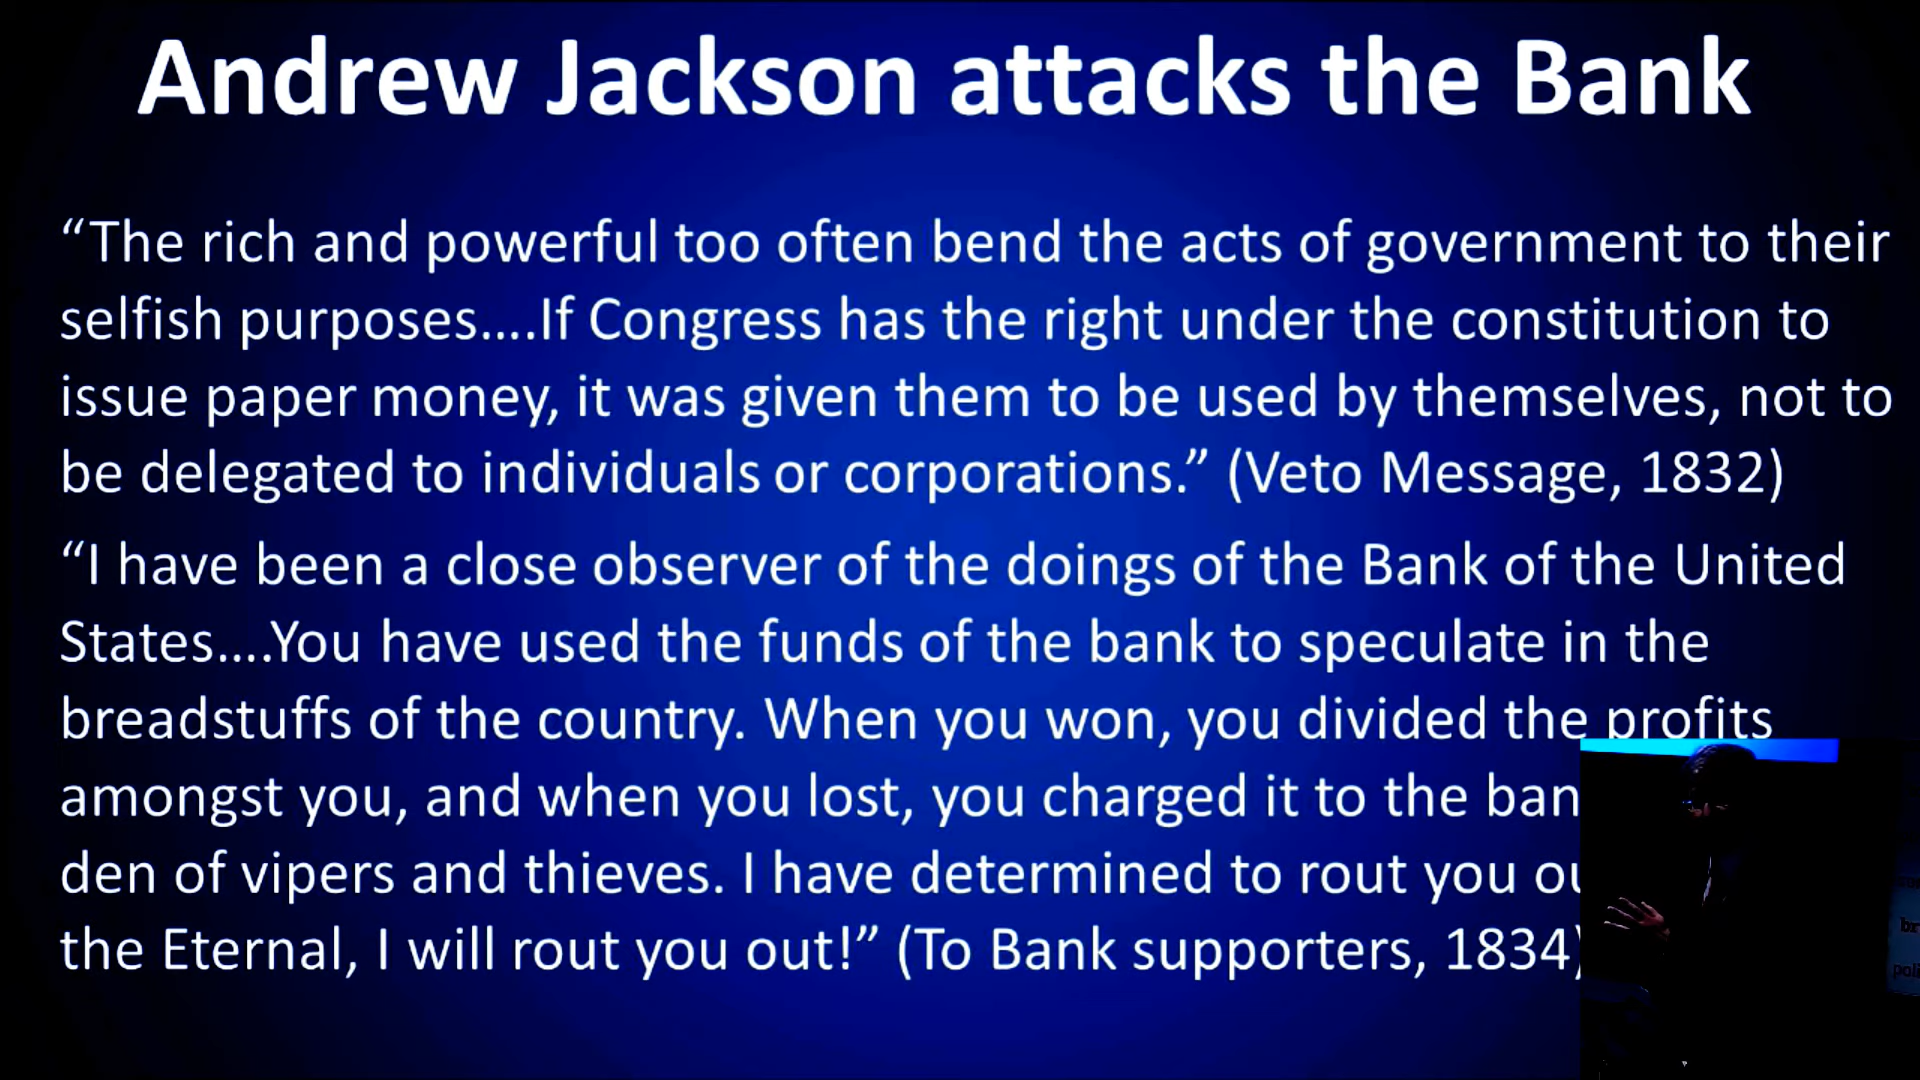 Andrew Jackson attacks the Bank
“The rich and powerful too often bend the acts of government to their
selfish purposes....If Congress has the right under the constitution to
issue paper money, it was given them to be used by themselves, not to
be delegated to individuals or corporations.” (Veto Message, 1832)
“I have been a close observer of the doings of the Bank of the United
States....You have used the funds of the bank to speculate in the
breadstuffs of the country. When you won, you divided the profits
amongst you, and when you lost, you charged it to the
den of vipers and thieves. I have determined to rout you
the Eternal, I will rout you out!” (To Bank supporters, 1834)